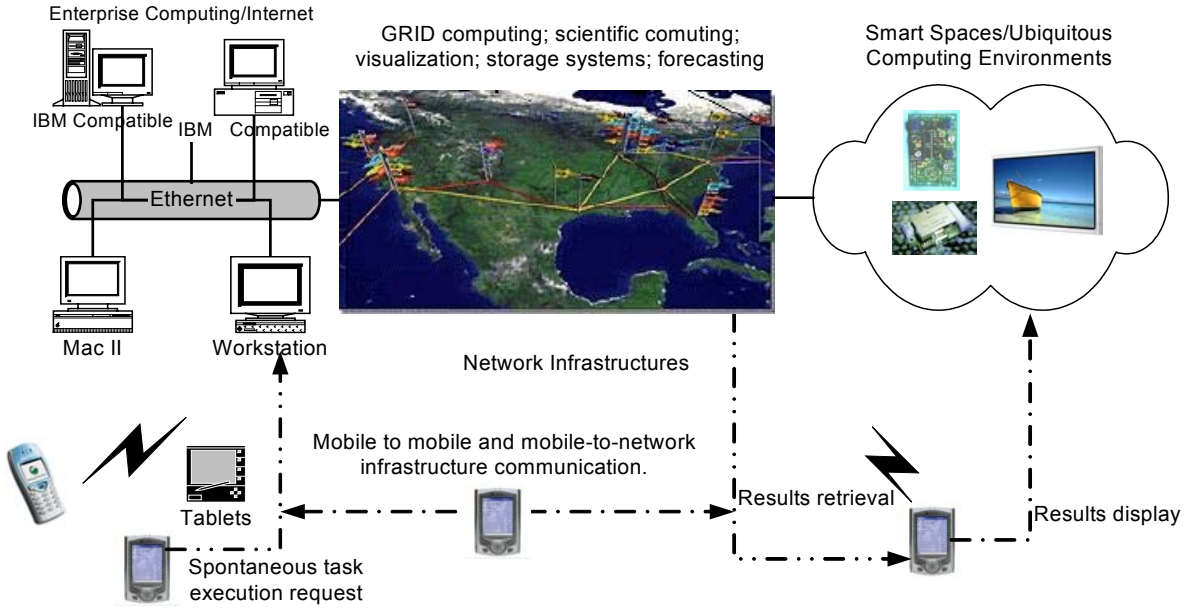 Enterprise Computing/Internet
GRID computing; scientific comuting;
visualization; storage systems; forecasting
Smart Spaces/Ubiquitous
Computing Environments
IBM Compatible
IBM Compatible
Ethernet
Mac II
Workstation
Network Infrastructures
Mobile to mobile and mobile-to-network
infrastructure communication.
Tablets
Results retrieval
Results display
Spontaneous task
execution request